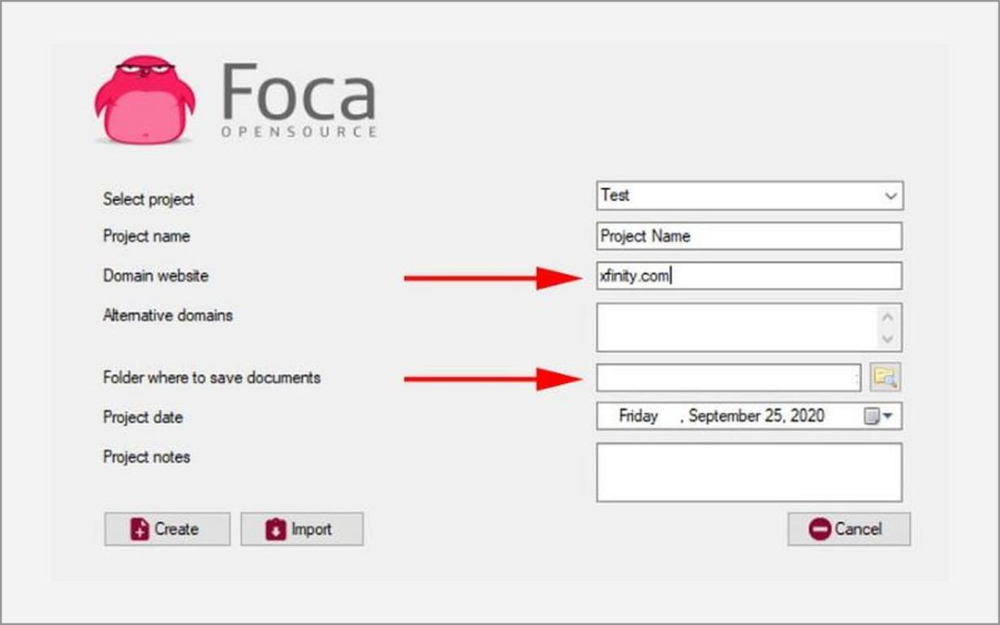 Foca
OPENSOURCE
Select project
Test
Project name
Project Name
Domain website
xfinity.com
Alternative domains
Folder where to save documents
Project date
Friday , September 25, 2020
Project notes
Create
Import
Cancel